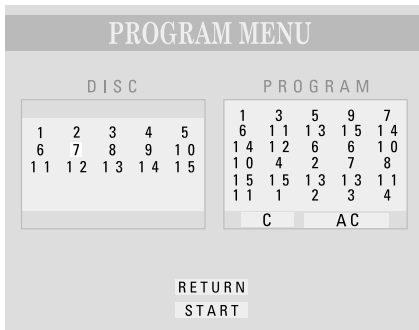 PROGRAM MENU
DISC
1 2 3 4 5
6 7 8 9 10
11 12 13 14 15
PROGRAM
1 3 5 9 7
6 11 13 15 14
14 12 6 6 10
10 4 2 7 8
15 15 13 13 11
11 1 2 3 4
C AC
RETURN
START